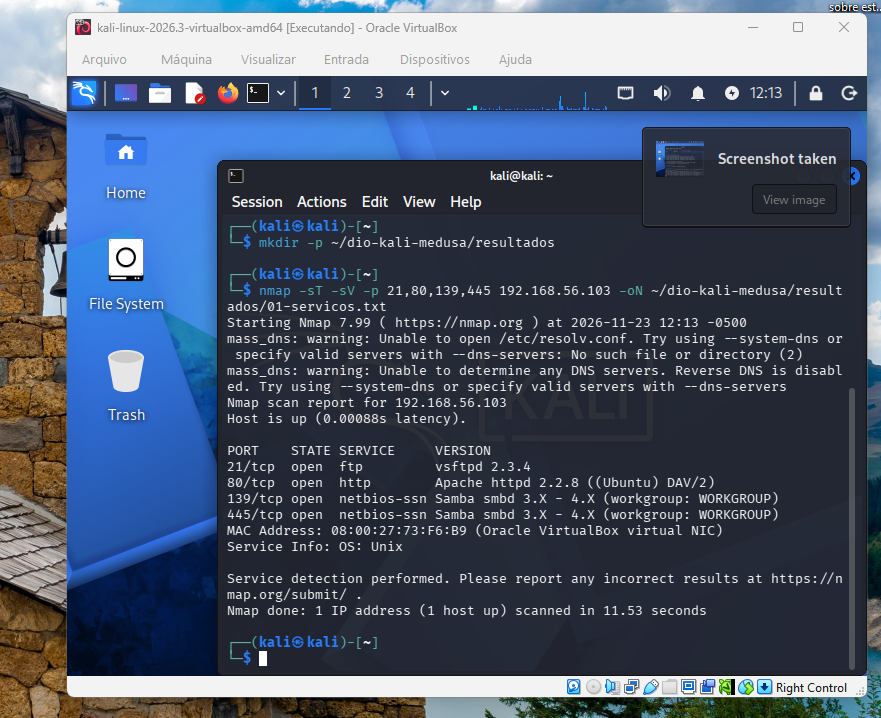 sobre est...
kali-linux-2026.3-virtualbox-amd64 [Executando] - Oracle VirtualBox
Arquivo Máquina Visualizar Entrada Dispositivos Ajuda
1 2 3 4 12:13
Screenshot taken
View image
Home
File System
Trash
kali@kali: ~
Session Actions Edit View Help
┌──(kali㉿kali)-[~]
└─$ mkdir -p ~/dio-kali-medusa/resultados
┌──(kali㉿kali)-[~]
└─$ nmap -sT -sV -p 21,80,139,445 192.168.56.103 -oN ~/dio-kali-medusa/result
ados/01-servicos.txt
Starting Nmap 7.99 ( https://nmap.org ) at 2026-11-23 12:13 -0500
mass_dns: warning: Unable to open /etc/resolv.conf. Try using --system-dns or
 specify valid servers with --dns-servers: No such file or directory (2)
mass_dns: warning: Unable to determine any DNS servers. Reverse DNS is disabl
ed. Try using --system-dns or specify valid servers with --dns-servers
Nmap scan report for 192.168.56.103
Host is up (0.00088s latency).
PORT STATE SERVICE VERSION
21/tcp open ftp vsftpd 2.3.4
80/tcp open http Apache httpd 2.2.8 ((Ubuntu) DAV/2)
139/tcp open netbios-ssn Samba smbd 3.X - 4.X (workgroup: WORKGROUP)
445/tcp open netbios-ssn Samba smbd 3.X - 4.X (workgroup: WORKGROUP)
MAC Address: 08:00:27:73:F6:B9 (Oracle VirtualBox virtual NIC)
Service Info: OS: Unix
Service detection performed. Please report any incorrect results at https://n
map.org/submit/ .
Nmap done: 1 IP address (1 host up) scanned in 11.53 seconds
┌──(kali㉿kali)-[~]
└─$
KALI
Right Control